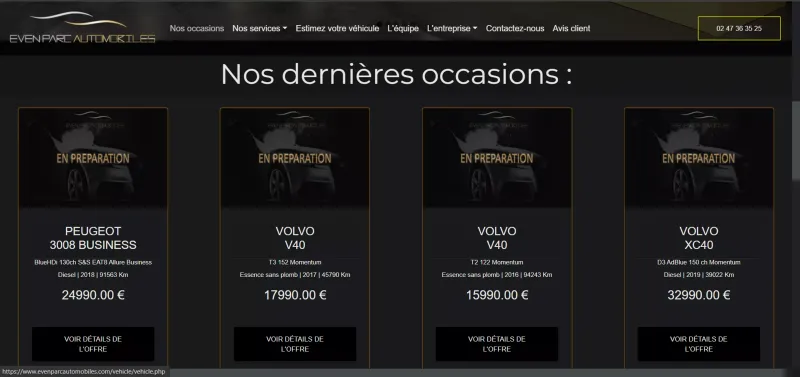 EVEN PARC AUTOMOBILES
Nos occasions Nos services Estimez votre véhicule L'équipe L'entreprise Contactez-nous Avis client
02 47 36 35 25
Nos dernières occasions :
EN PREPARATION
PEUGEOT
3008 BUSINESS
BlueHDi 130ch S&S EAT8 Allure Business
Diesel | 2018 | 91563 Km
24990.00 €
VOIR DÉTAILS DE
L'OFFRE
EN PREPARATION
VOLVO
V40
T3 152 Momentum
Essence sans plomb | 2017 | 45790 Km
17990.00 €
VOIR DÉTAILS DE
L'OFFRE
EN PREPARATION
VOLVO
V40
T2 122 Momentum
Essence sans plomb | 2016 | 94243 Km
15990.00 €
VOIR DÉTAILS DE
L'OFFRE
EN PREPARATION
VOLVO
XC40
D3 AdBlue 150 ch Momentum
Diesel | 2019 | 39022 Km
32990.00 €
VOIR DÉTAILS DE
L'OFFRE
https://www.evenparcautomobiles.com/vehicle/vehicle.php